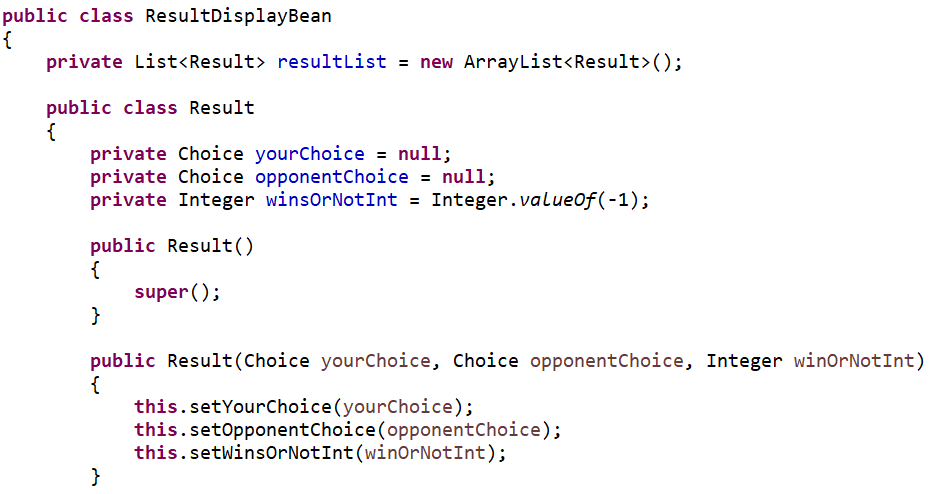 public class ResultDisplayBean
{
    private List<Result> resultList = new ArrayList<Result>();

    public class Result
    {
        private Choice yourChoice = null;
        private Choice opponentChoice = null;
        private Integer winsOrNotInt = Integer.valueOf(-1);

        public Result()
        {
            super();
        }

        public Result(Choice yourChoice, Choice opponentChoice, Integer winOrNotInt)
        {
            this.setYourChoice(yourChoice);
            this.setOpponentChoice(opponentChoice);
            this.setWinsOrNotInt(winOrNotInt);
        }